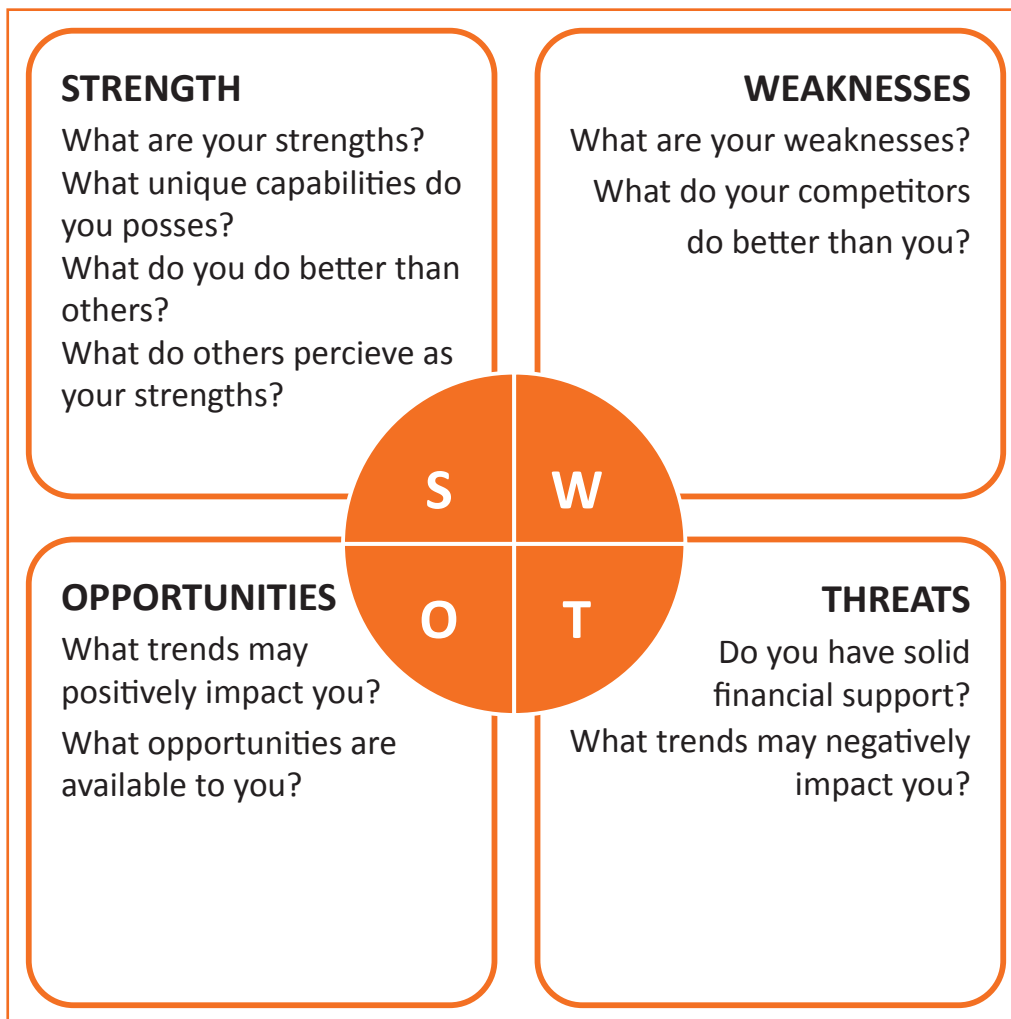 STRENGTH
What are your strengths?
What unique capabilities do
you posses?
What do you do better than
others?
What do others percieve as
your strengths?
WEAKNESSES
What are your weaknesses?
What do your competitors
do better than you?
S
W
O
T
OPPORTUNITIES
What trends may
positively impact you?
What opportunities are
available to you?
THREATS
Do you have solid
financial support?
What trends may negatively
impact you?